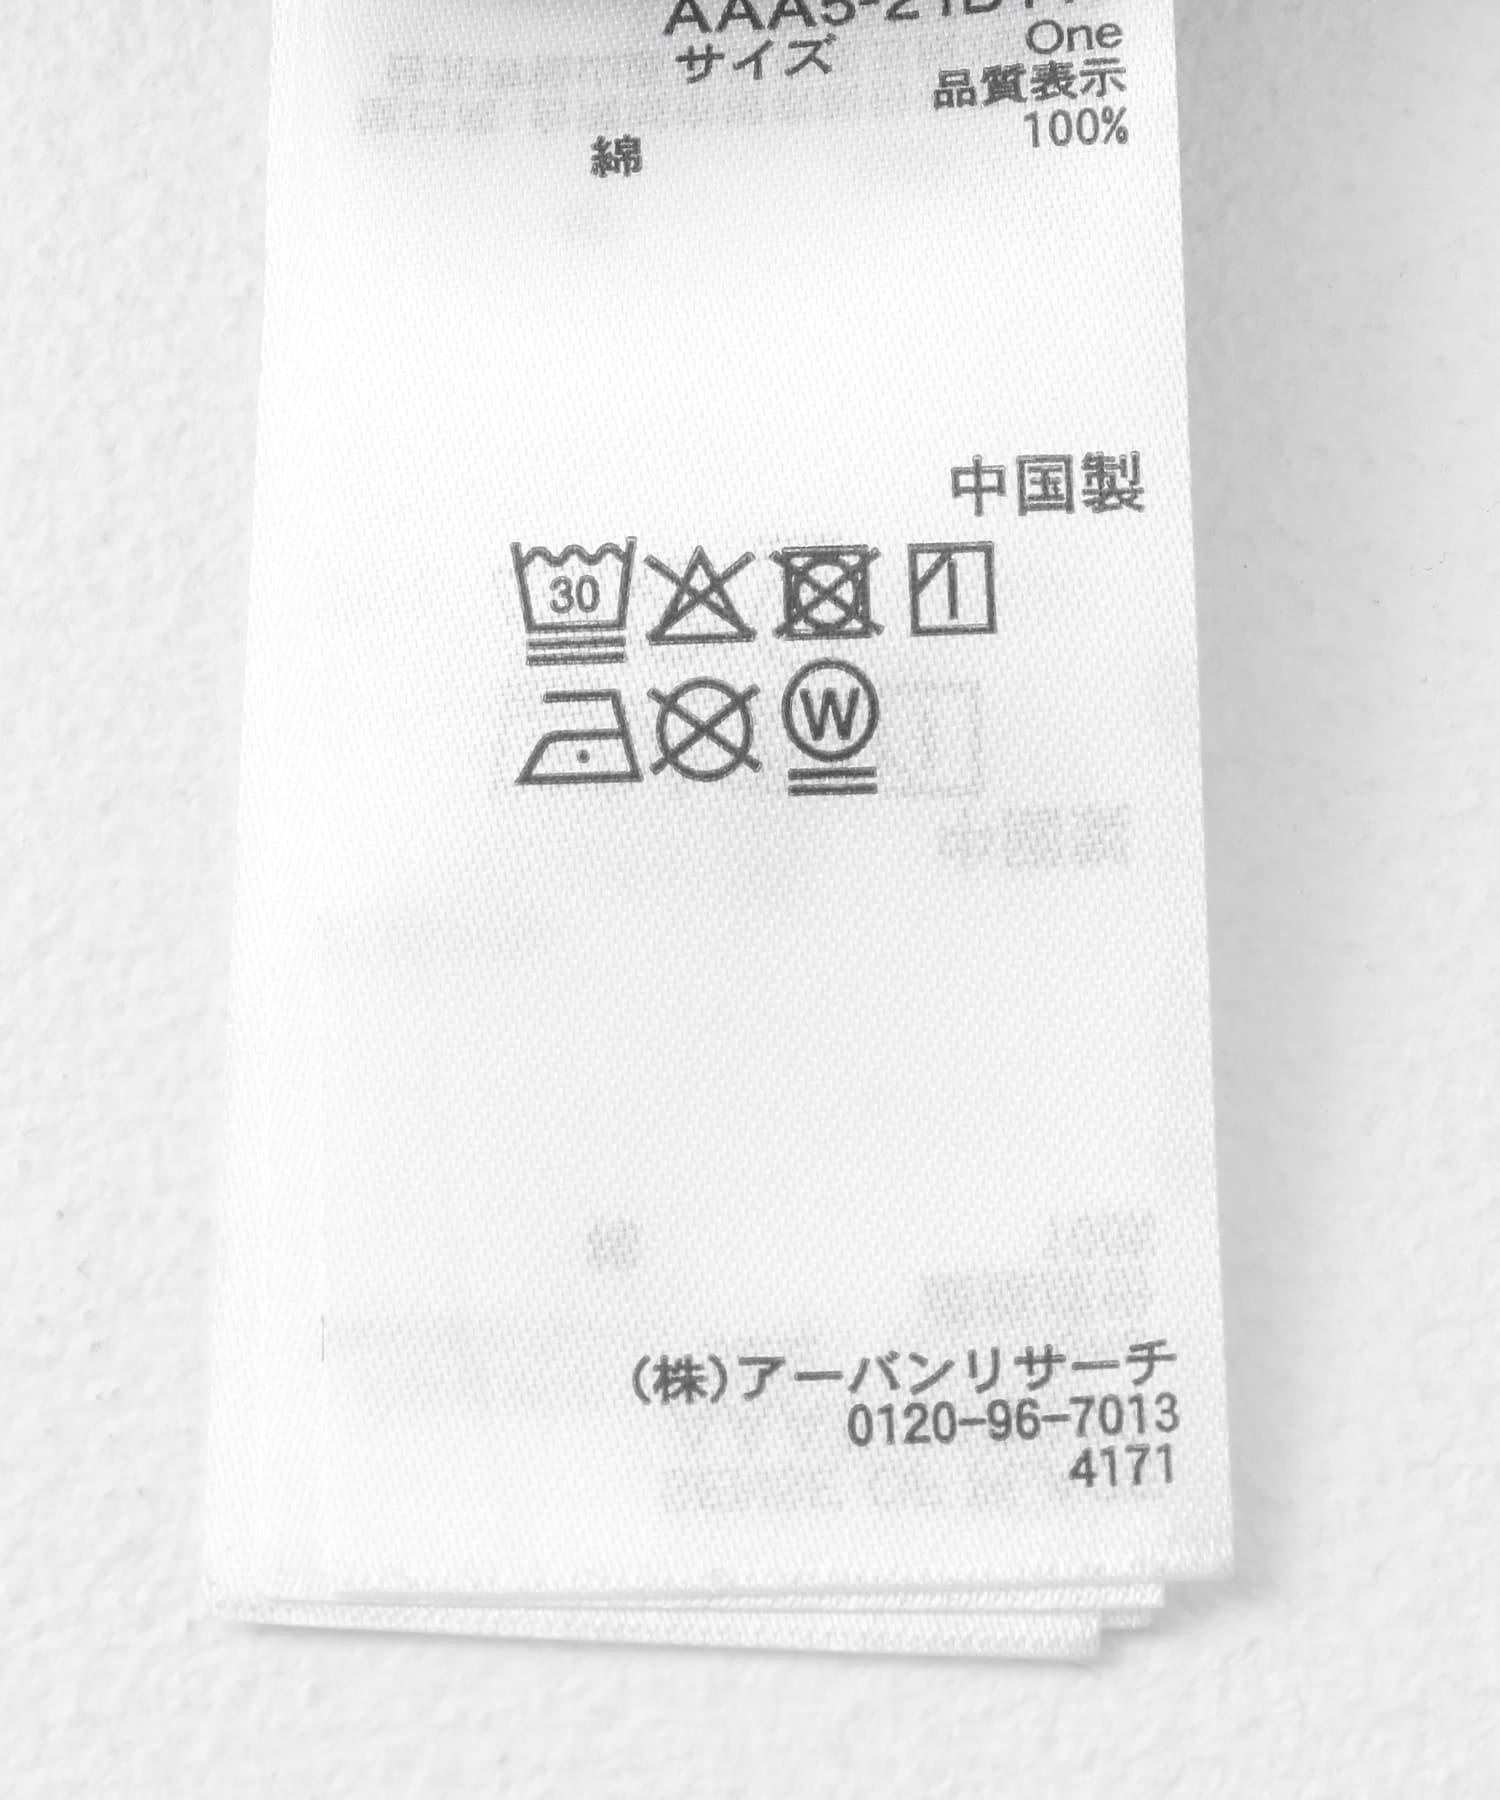 サイズ
One
品質表示
100%
綿
中国製
30
W
(株)アーバンリサーチ
0120-96-7013
4171